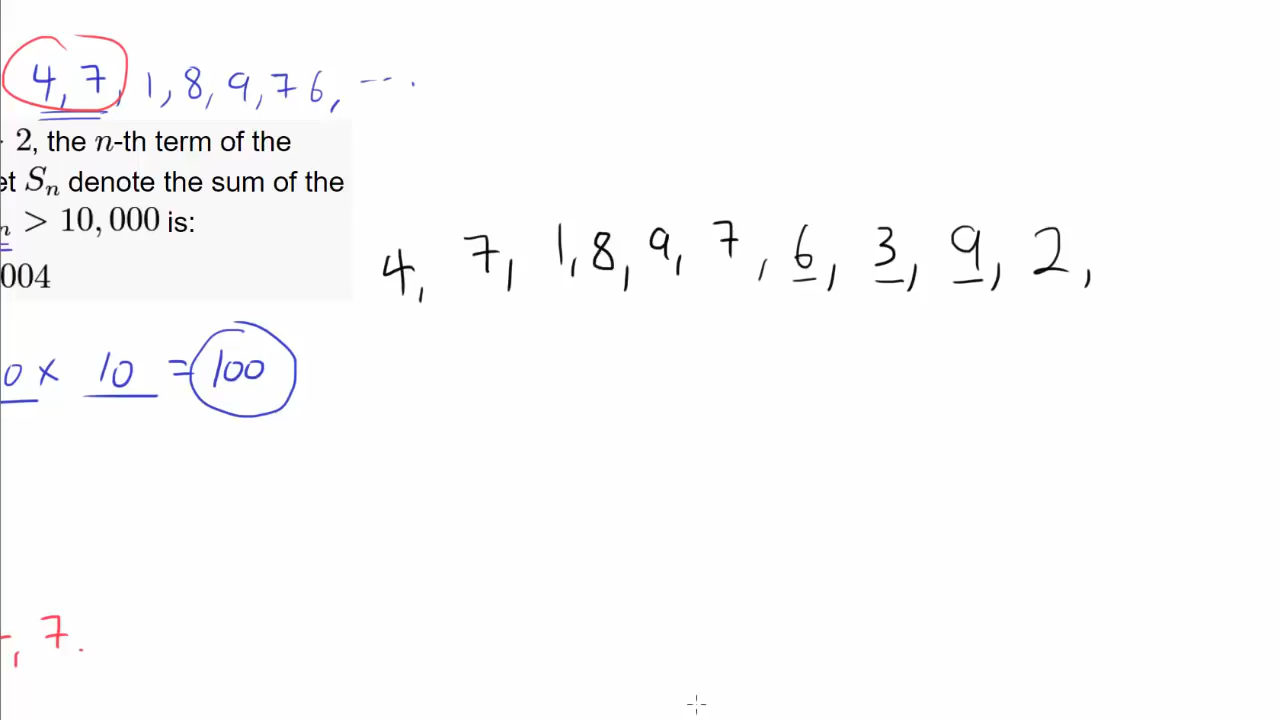 4, 7, 1, 8, 9, 7 6, ...
2, the n-th term of the
et Sn denote the sum of the
n > 10,000 is:
004
4, 7, 1, 8, 9, 7, 6, 3, 9, 2,
0 × 10 = 100
, 7.